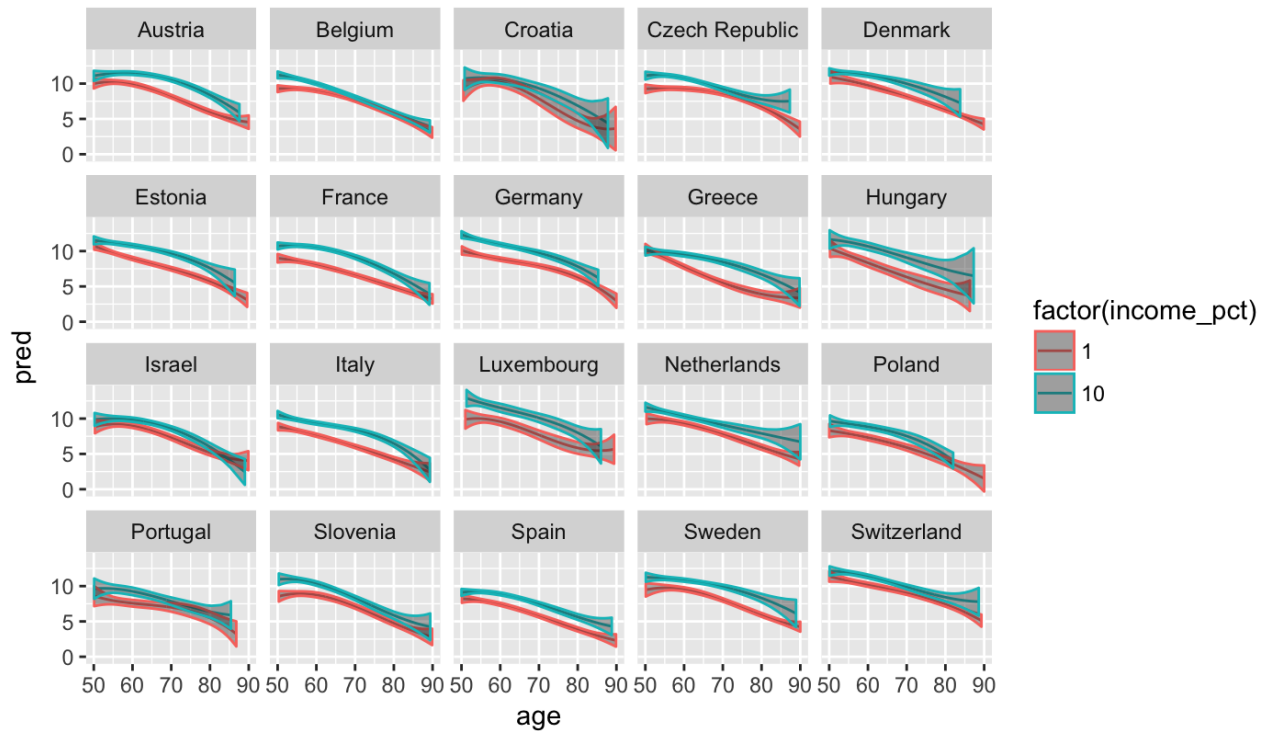 Austria Belgium Croatia Czech Republic Denmark
10
5
0
Estonia France Germany Greece Hungary
10
5
0
Israel Italy Luxembourg Netherlands Poland
10
5
0
Portugal Slovenia Spain Sweden Switzerland
10
5
0
50 60 70 80 90 50 60 70 80 90 50 60 70 80 90 50 60 70 80 90 50 60 70 80 90
age
pred
factor(income_pct)
1
10